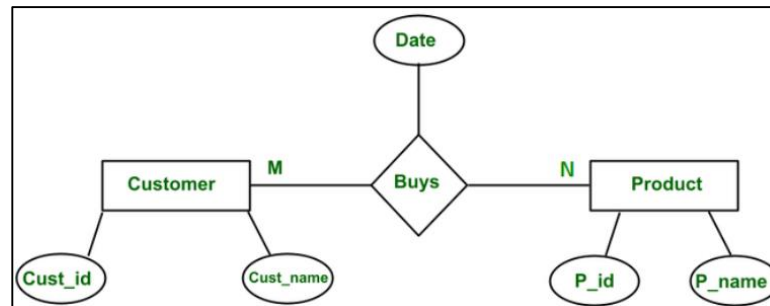 Date
M
N
Customer
Buys
Product
Cust_id
Cust_name
P_id
P_name